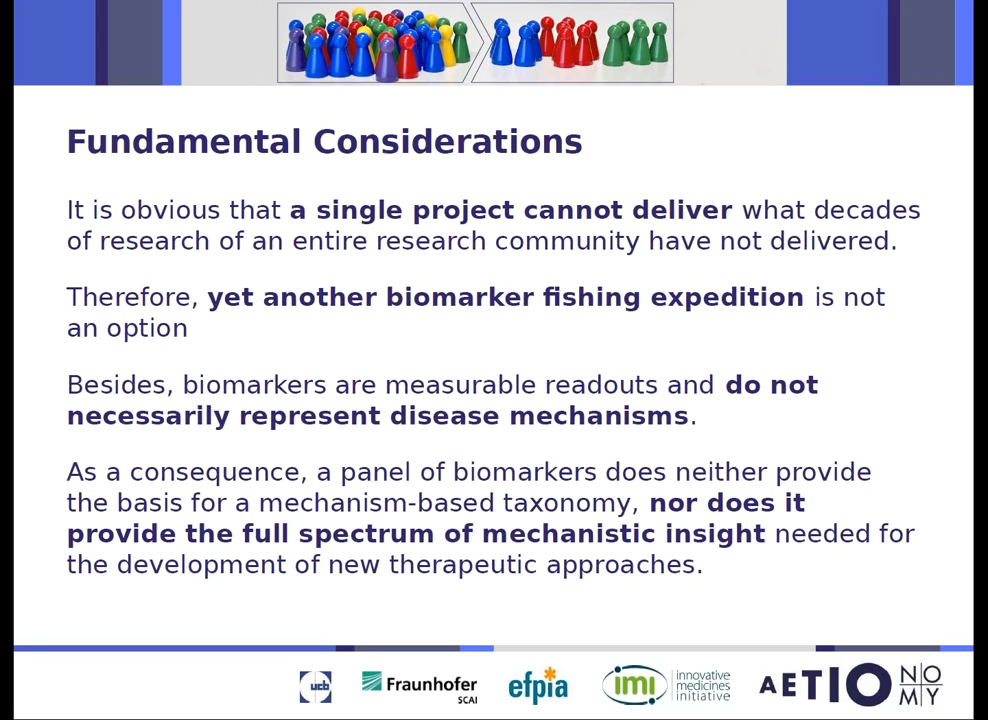 Fundamental Considerations
It is obvious that a single project cannot deliver what decades
of research of an entire research community have not delivered.
Therefore, yet another biomarker fishing expedition is not
an option
Besides, biomarkers are measurable readouts and do not
necessarily represent disease mechanisms.
As a consequence, a panel of biomarkers does neither provide
the basis for a mechanism-based taxonomy, nor does it
provide the full spectrum of mechanistic insight needed for
the development of new therapeutic approaches.
ucb
Fraunhofer
SCAI
efpia
imi
innovative
medicines
initiative
AETIONOMY